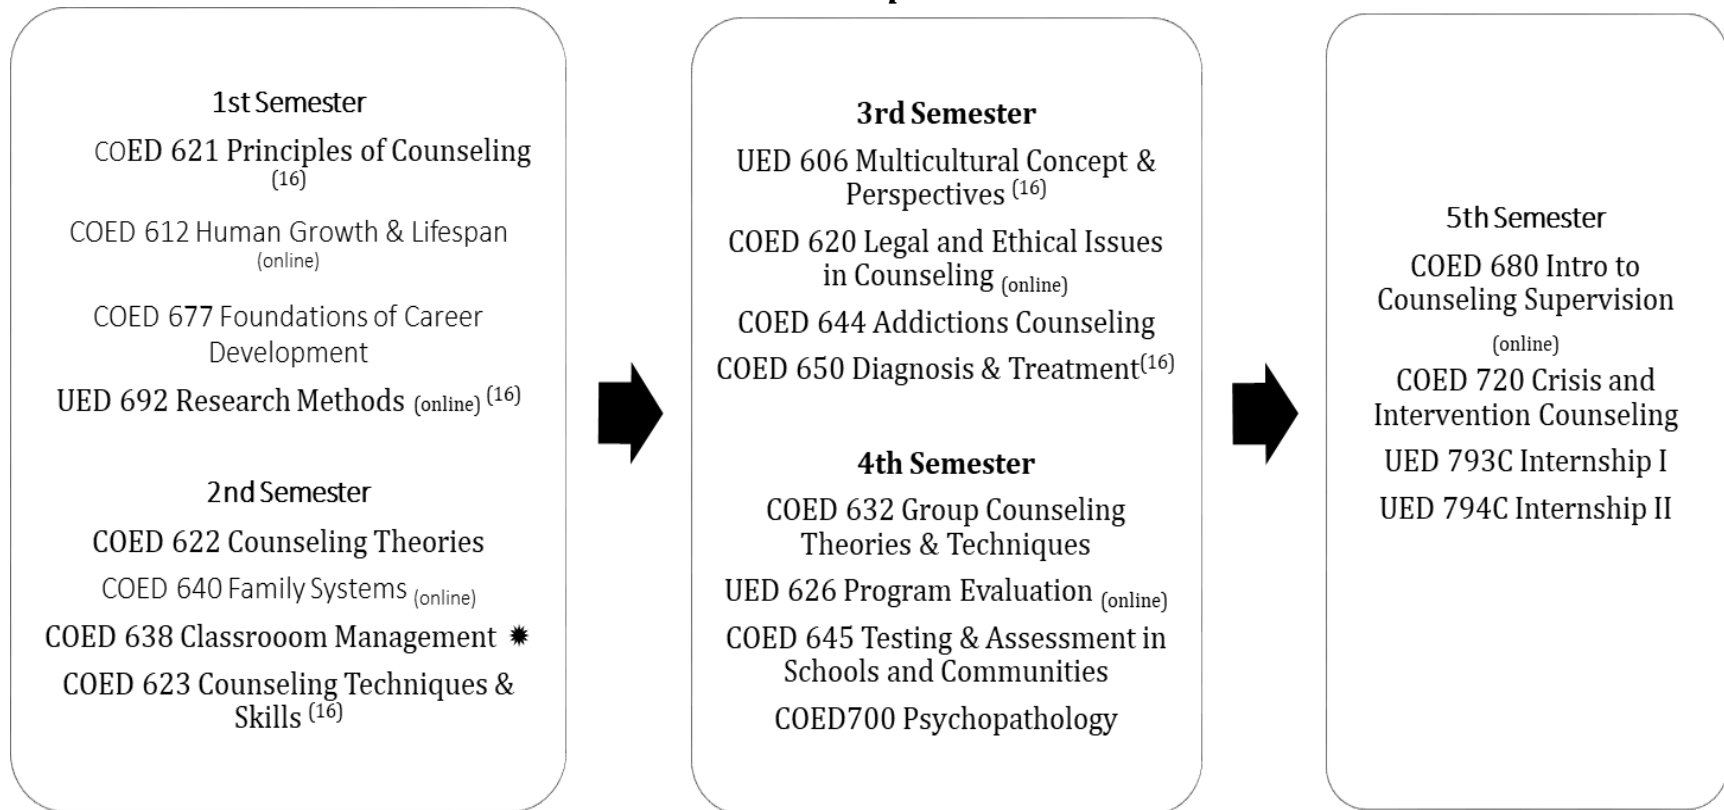 1st Semester
COED 621 Principles of Counseling
(16)
COED 612 Human Growth & Lifespan
(online)
COED 677 Foundations of Career
Development
UED 692 Research Methods (online) (16)
2nd Semester
COED 622 Counseling Theories
COED 640 Family Systems (online)
COED 638 Classrooom Management ✹
COED 623 Counseling Techniques &
Skills (16)
3rd Semester
UED 606 Multicultural Concept &
Perspectives (16)
COED 620 Legal and Ethical Issues
in Counseling (online)
COED 644 Addictions Counseling
COED 650 Diagnosis & Treatment(16)
4th Semester
COED 632 Group Counseling
Theories & Techniques
UED 626 Program Evaluation (online)
COED 645 Testing & Assessment in
Schools and Communities
COED700 Psychopathology
5th Semester
COED 680 Intro to
Counseling Supervision
(online)
COED 720 Crisis and
Intervention Counseling
UED 793C Internship I
UED 794C Internship II